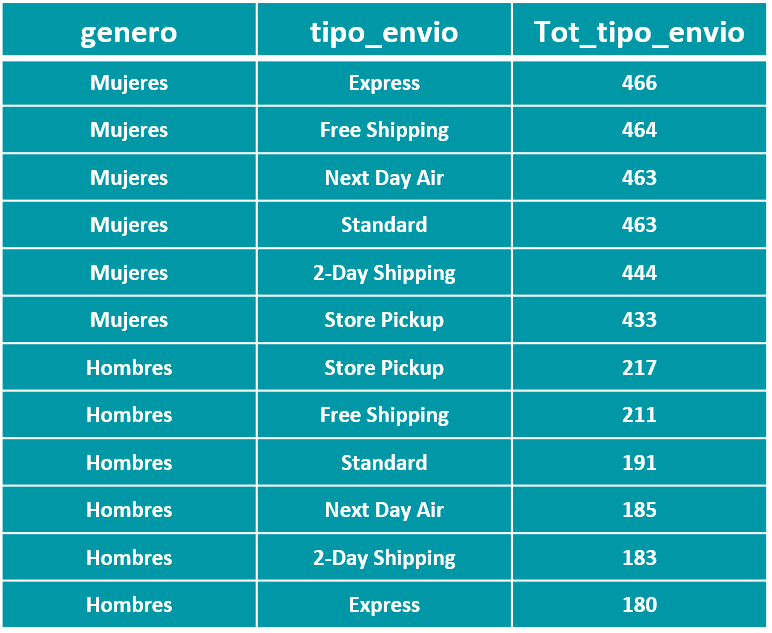 genero tipo_envio Tot_tipo_envio
Mujeres Express 466
Mujeres Free Shipping 464
Mujeres Next Day Air 463
Mujeres Standard 463
Mujeres 2-Day Shipping 444
Mujeres Store Pickup 433
Hombres Store Pickup 217
Hombres Free Shipping 211
Hombres Standard 191
Hombres Next Day Air 185
Hombres 2-Day Shipping 183
Hombres Express 180